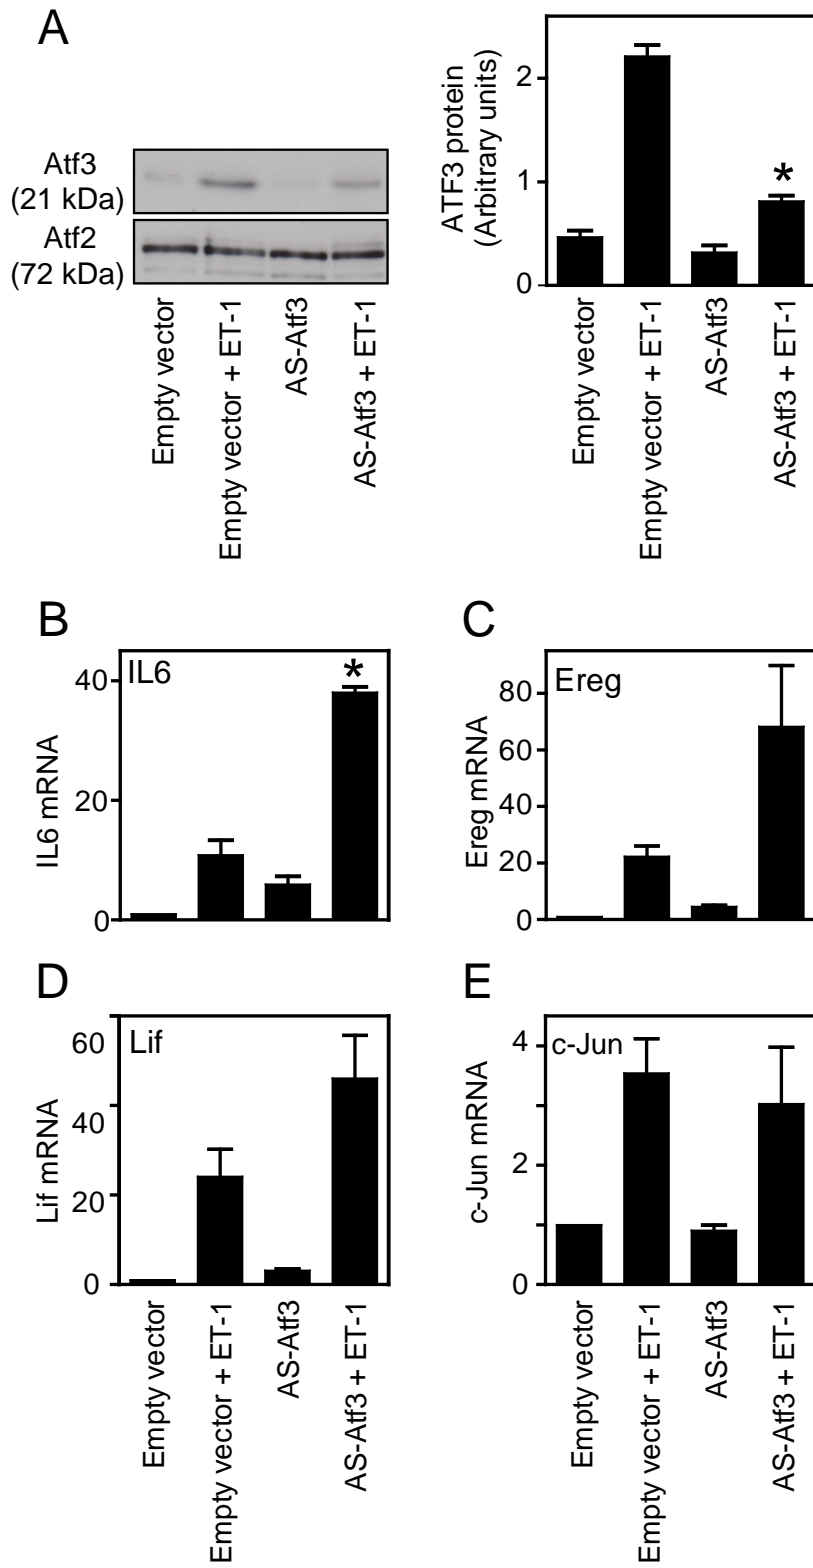 A
Atf3
(21 kDa)
Atf2
(72 kDa)
Empty vector
Empty vector + ET-1
AS-Atf3
AS-Atf3 + ET-1
ATF3 protein
(Arbitrary units)
2
1
0
*
Empty vector
Empty vector + ET-1
AS-Atf3
AS-Atf3 + ET-1
B
IL6
IL6 mRNA
40
20
0
*
C
Ereg
Ereg mRNA
80
60
40
20
0
D
Lif
Lif mRNA
60
40
20
0
Empty vector
Empty vector + ET-1
AS-Atf3
AS-Atf3 + ET-1
E
c-Jun
c-Jun mRNA
4
2
0
Empty vector
Empty vector + ET-1
AS-Atf3
AS-Atf3 + ET-1